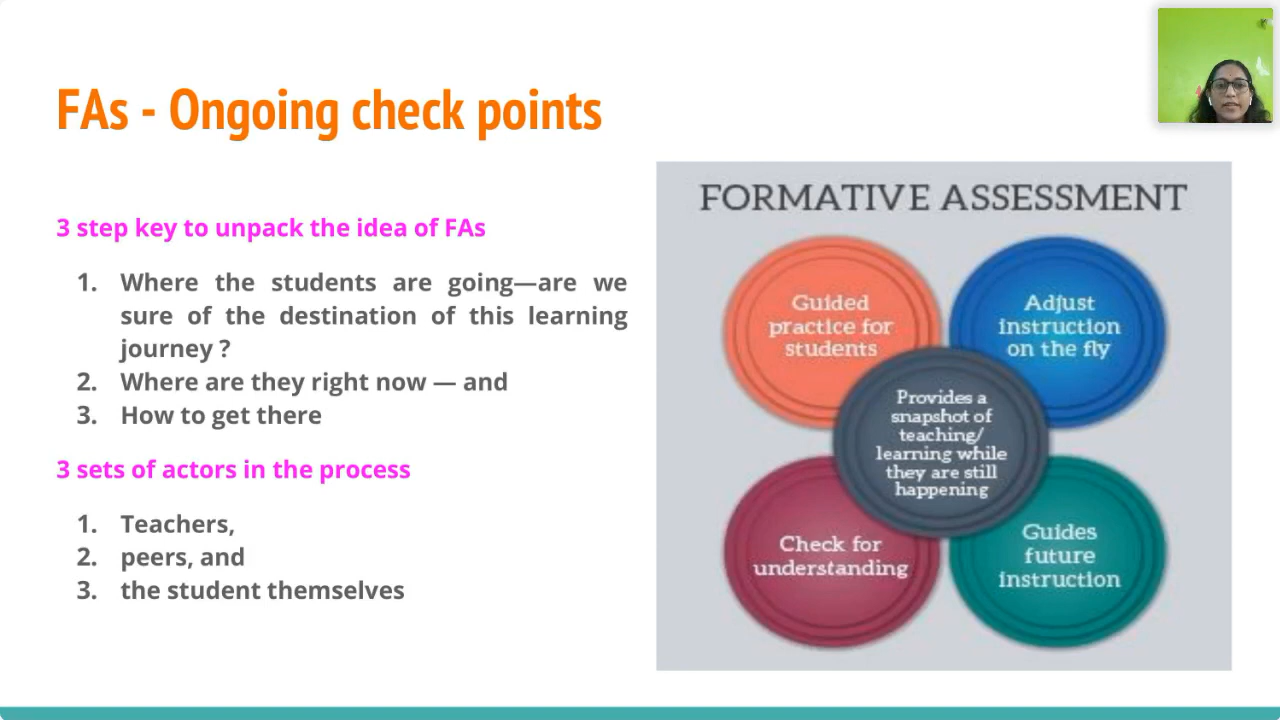 FAs - Ongoing check points
3 step key to unpack the idea of FAs
1. Where the students are going—are we
sure of the destination of this learning
journey ?
2. Where are they right now — and
3. How to get there
3 sets of actors in the process
1. Teachers,
2. peers, and
3. the student themselves
FORMATIVE ASSESSMENT
Guided
practice for
students
Adjust
instruction
on the fly
Provides a
snapshot of
teaching/
learning while
they are still
happening
Check for
understanding
Guides
future
instruction